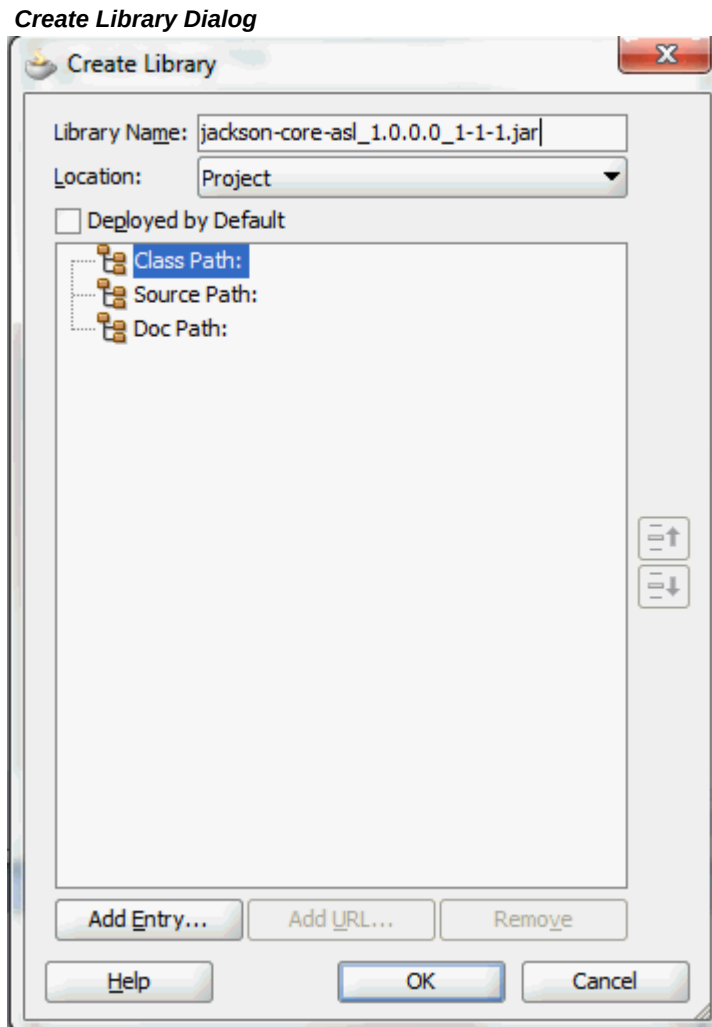 Create Library Dialog
Create Library
Library Name: jackson-core-asl_1.0.0.0_1-1-1.jar
Location: Project
Deployed by Default
Class Path:
Source Path:
Doc Path:
Add Entry... Add URL... Remove
Help OK Cancel